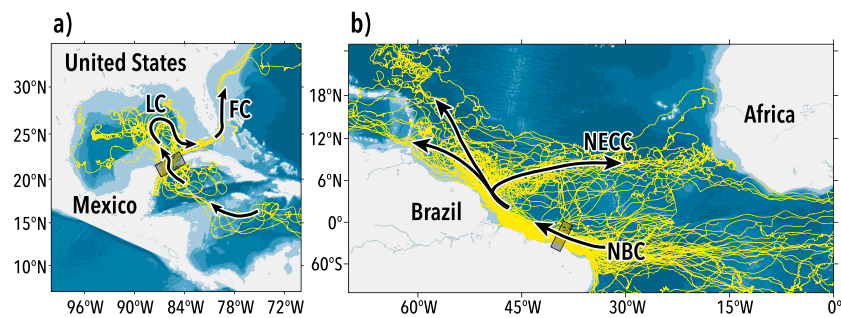 a)
United States
LC
FC
Mexico
30°N
25°N
20°N
15°N
10°N
96°W 90°W 84°W 78°W 72°W
b)
Africa
NECC
Brazil
NBC
18°N
12°N
6°N
0°
60°S
60°W 45°W 30°W 15°W 0°